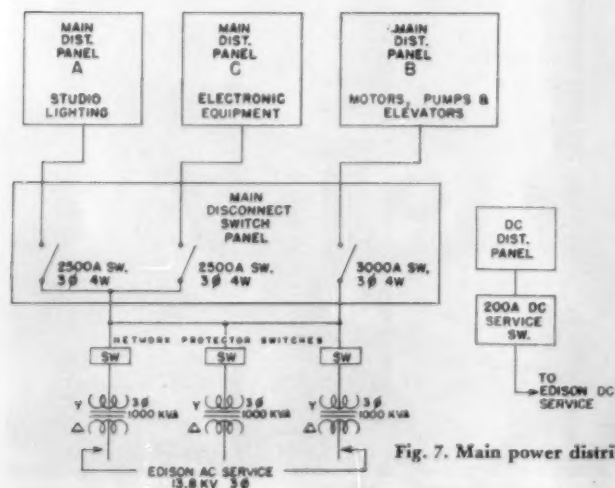 MAIN
DIST.
PANEL
A
STUDIO
LIGHTING
MAIN
DIST.
PANEL
C
ELECTRONIC
EQUIPMENT
MAIN
DIST.
PANEL
B
MOTORS, PUMPS &
ELEVATORS
MAIN
DISCONNECT
SWITCH
PANEL
2500A SW.
3Ø 4W
2500A SW.
3Ø 4W
3000A SW.
3Ø 4W
DC
DIST.
PANEL
200A DC
SERVICE
SW.
TO
EDISON DC
SERVICE
NETWORK PROTECTOR SWITCHES
SW
SW
SW
Y
3Ø
1000 KVA
Δ
Y
3Ø
1000 KVA
Δ
Y
3Ø
1000 KVA
Δ
EDISON AC SERVICE
13.8 KV 3Ø
Fig. 7. Main power distri